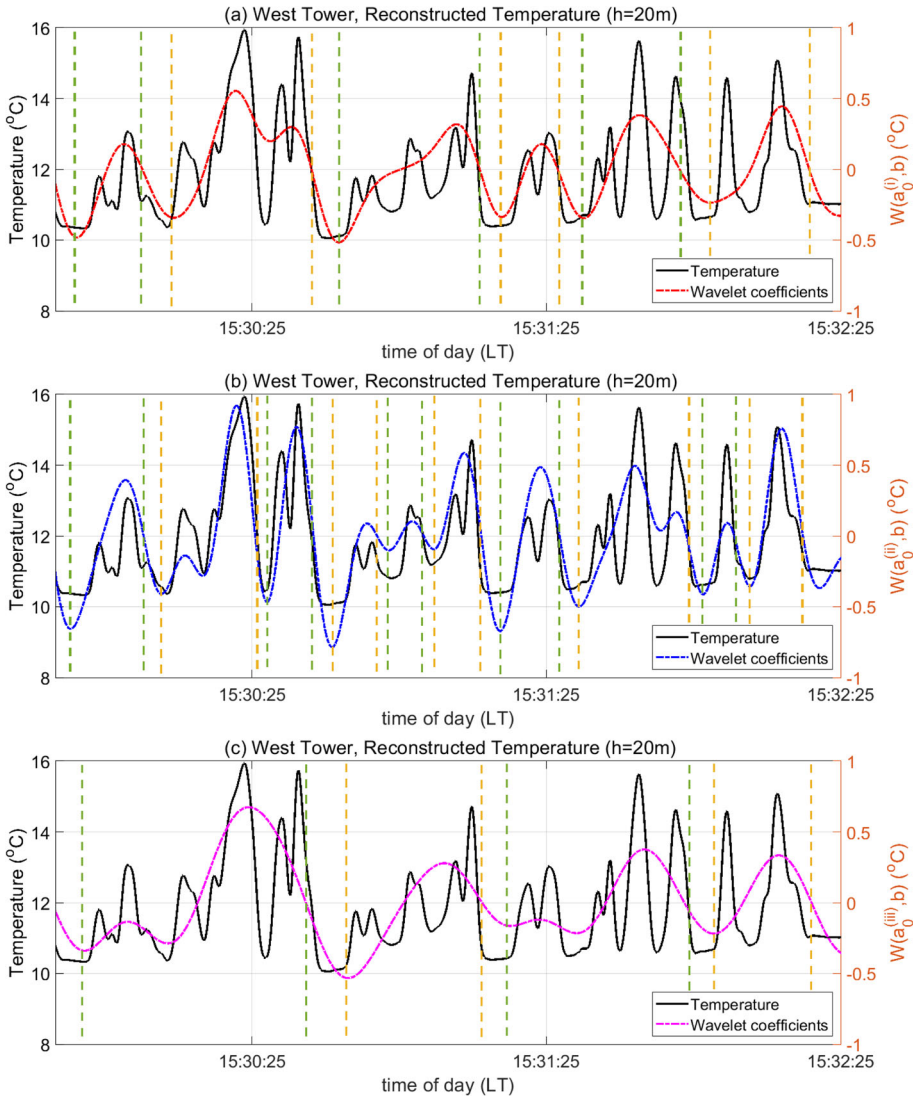 (a) West Tower, Reconstructed Temperature (h=20m)
16
14
12
10
8
Temperature (°C)
1
0.5
0
-0.5
-1
W(a₀⁽ⁱ⁾,b) (°C)
Temperature
Wavelet coefficients
15:30:25
15:31:25
15:32:25
time of day (LT)
(b) West Tower, Reconstructed Temperature (h=20m)
16
14
12
10
8
Temperature (°C)
1
0.5
0
-0.5
-1
W(a₀⁽ⁱⁱ⁾,b) (°C)
Temperature
Wavelet coefficients
15:30:25
15:31:25
15:32:25
time of day (LT)
(c) West Tower, Reconstructed Temperature (h=20m)
16
14
12
10
8
Temperature (°C)
1
0.5
0
-0.5
-1
W(a₀⁽ⁱⁱⁱ⁾,b) (°C)
Temperature
Wavelet coefficients
15:30:25
15:31:25
15:32:25
time of day (LT)